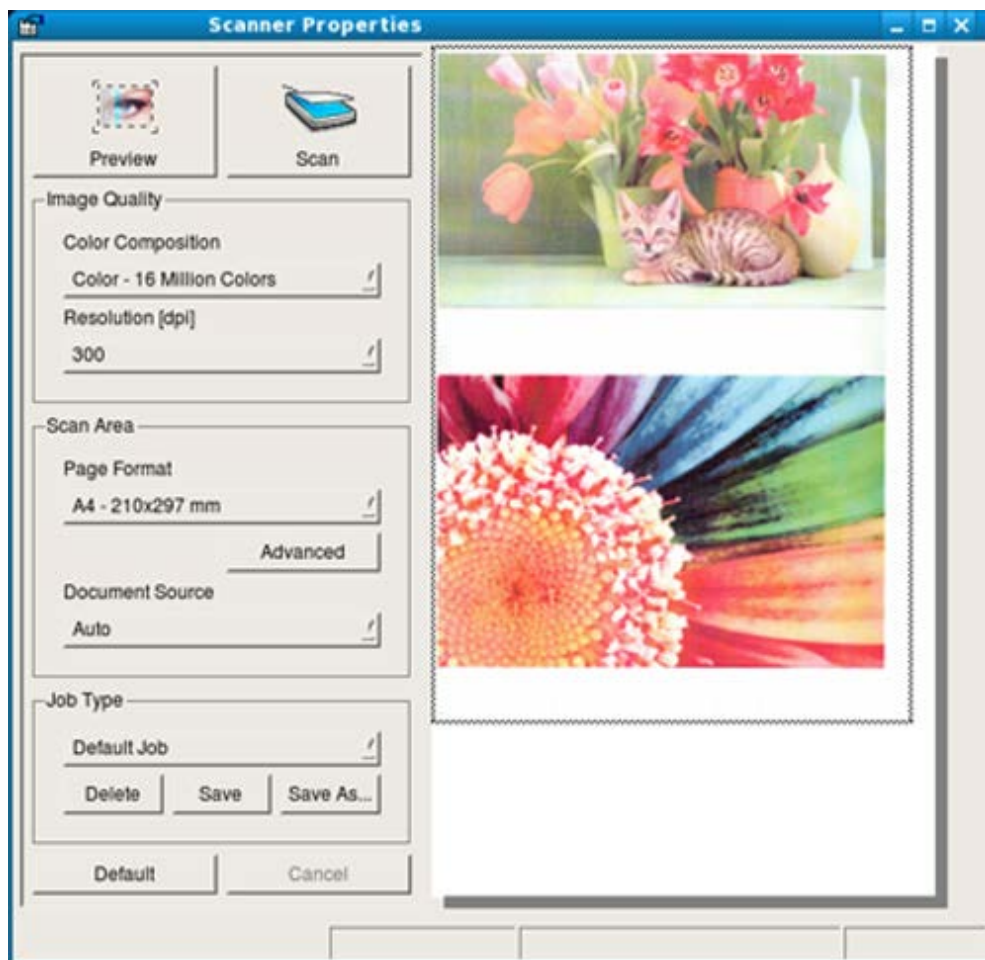 Scanner Properties
Preview
Scan
Image Quality
Color Composition
Color - 16 Million Colors
Resolution [dpi]
300
Scan Area
Page Format
A4 - 210x297 mm
Advanced
Document Source
Auto
Job Type
Default Job
Delete Save Save As...
Default Cancel